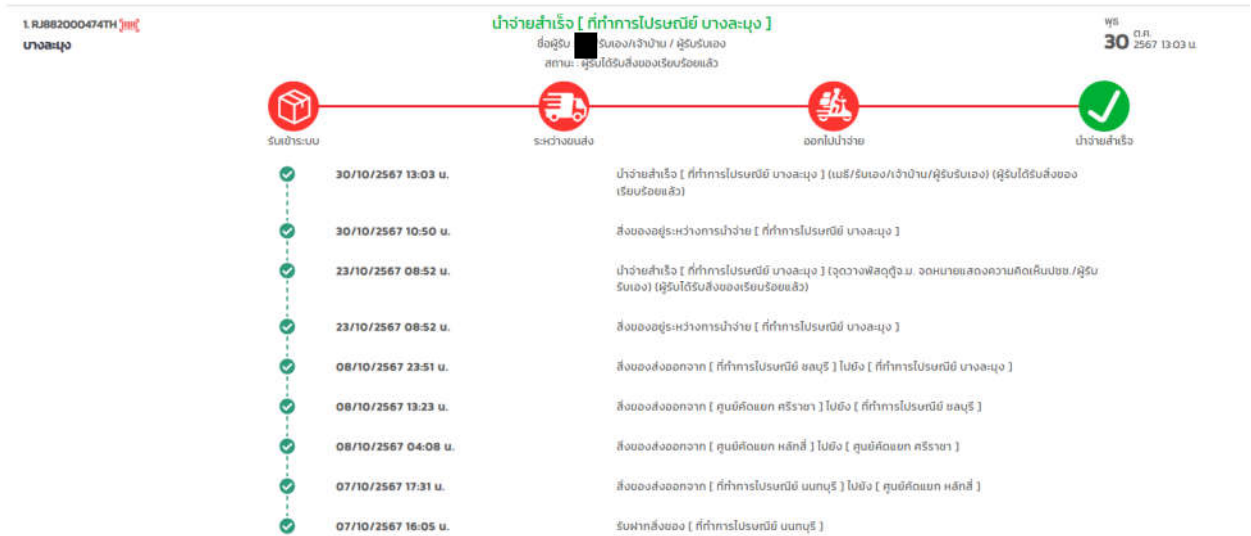 1. RJ882000474TH
บางละมุง
นำจ่ายสำเร็จ [ ที่ทำการไปรษณีย์ บางละมุง ]
ชื่อผู้รับ รับเอง/เจ้าบ้าน / ผู้รับรับเอง
สถานะ : ผู้รับได้รับสิ่งของเรียบร้อยแล้ว
พุธ
30 ต.ค. 2567 13:03 น.
รับเข้าระบบ
ระหว่างขนส่ง
ออกไปนำจ่าย
นำจ่ายสำเร็จ
30/10/2567 13:03 น. นำจ่ายสำเร็จ [ ที่ทำการไปรษณีย์ บางละมุง ] (เมธี/รับเอง/เจ้าบ้าน/ผู้รับรับเอง) (ผู้รับได้รับสิ่งของ
เรียบร้อยแล้ว)
30/10/2567 10:50 น. สิ่งของอยู่ระหว่างการนำจ่าย [ ที่ทำการไปรษณีย์ บางละมุง ]
23/10/2567 08:52 น. นำจ่ายสำเร็จ [ ที่ทำการไปรษณีย์ บางละมุง ] (จุดวางพัสดุตู้จ.ม. จดหมายแสดงความคิดเห็นปชช./ผู้รับ
รับเอง) (ผู้รับได้รับสิ่งของเรียบร้อยแล้ว)
23/10/2567 08:52 น. สิ่งของอยู่ระหว่างการนำจ่าย [ ที่ทำการไปรษณีย์ บางละมุง ]
08/10/2567 23:51 น. สิ่งของส่งออกจาก [ ที่ทำการไปรษณีย์ ชลบุรี ] ไปยัง [ ที่ทำการไปรษณีย์ บางละมุง ]
08/10/2567 13:23 น. สิ่งของส่งออกจาก [ ศูนย์คัดแยก ศรีราชา ] ไปยัง [ ที่ทำการไปรษณีย์ ชลบุรี ]
08/10/2567 04:08 น. สิ่งของส่งออกจาก [ ศูนย์คัดแยก หลักสี่ ] ไปยัง [ ศูนย์คัดแยก ศรีราชา ]
07/10/2567 17:31 น. สิ่งของส่งออกจาก [ ที่ทำการไปรษณีย์ นนทบุรี ] ไปยัง [ ศูนย์คัดแยก หลักสี่ ]
07/10/2567 16:05 น. รับฝากสิ่งของ [ ที่ทำการไปรษณีย์ นนทบุรี ]